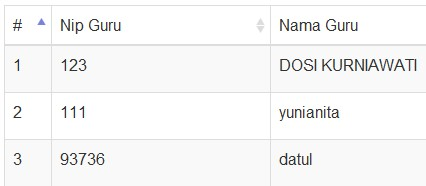 # Nip Guru Nama Guru
1 123 DOSI KURNIAWATI
2 111 yunianita
3 93736 datul